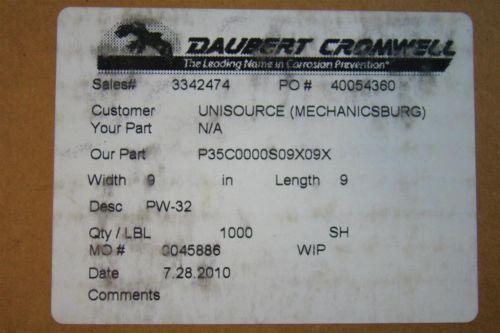 DAUBERT CROMWELL
The Leading Name in Corrosion Prevention®
Sales# 3342474 PO # 40054360
Customer UNISOURCE (MECHANICSBURG)
Your Part N/A
Our Part P35C0000S09X09X
Width 9 in Length 9
Desc PW-32
Qty / LBL 1000 SH
MO # 0045886 WIP
Date 7.28.2010
Comments